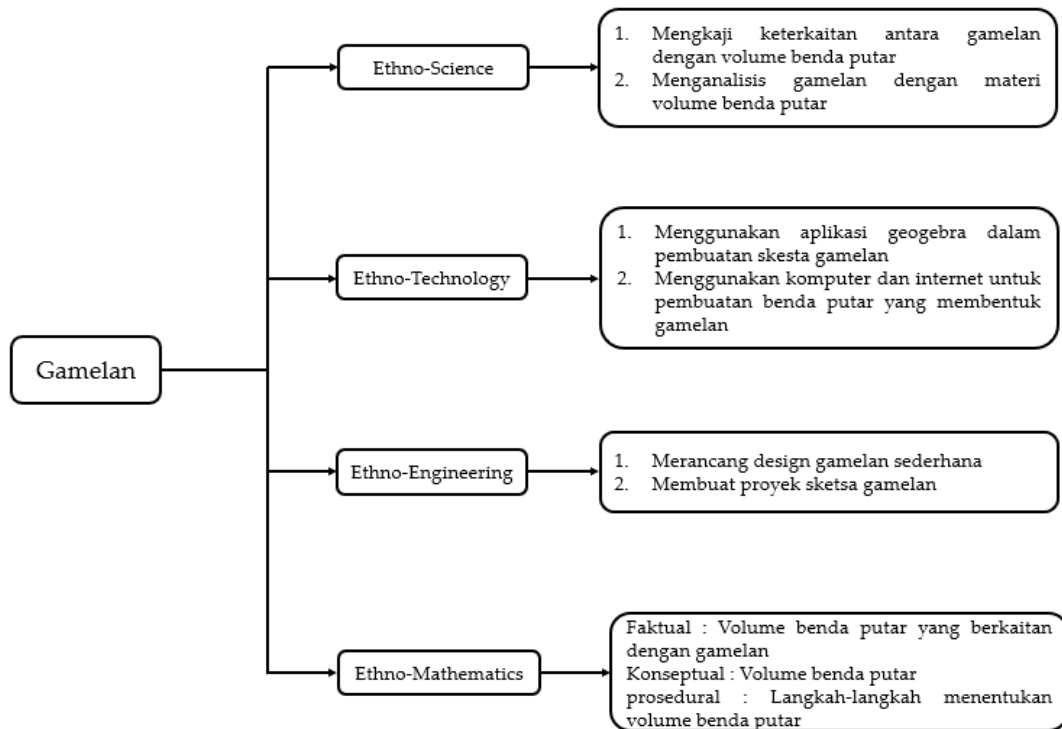 Gamelan
Ethno-Science
1. Mengkaji keterkaitan antara gamelan
dengan volume benda putar
2. Menganalisis gamelan dengan materi
volume benda putar
Ethno-Technology
1. Menggunakan aplikasi geogebra dalam
pembuatan skesta gamelan
2. Menggunakan komputer dan internet untuk
pembuatan benda putar yang membentuk
gamelan
Ethno-Engineering
1. Merancang design gamelan sederhana
2. Membuat proyek sketsa gamelan
Ethno-Mathematics
Faktual : Volume benda putar yang berkaitan
dengan gamelan
Konseptual : Volume benda putar
prosedural : Langkah-langkah menentukan
volume benda putar